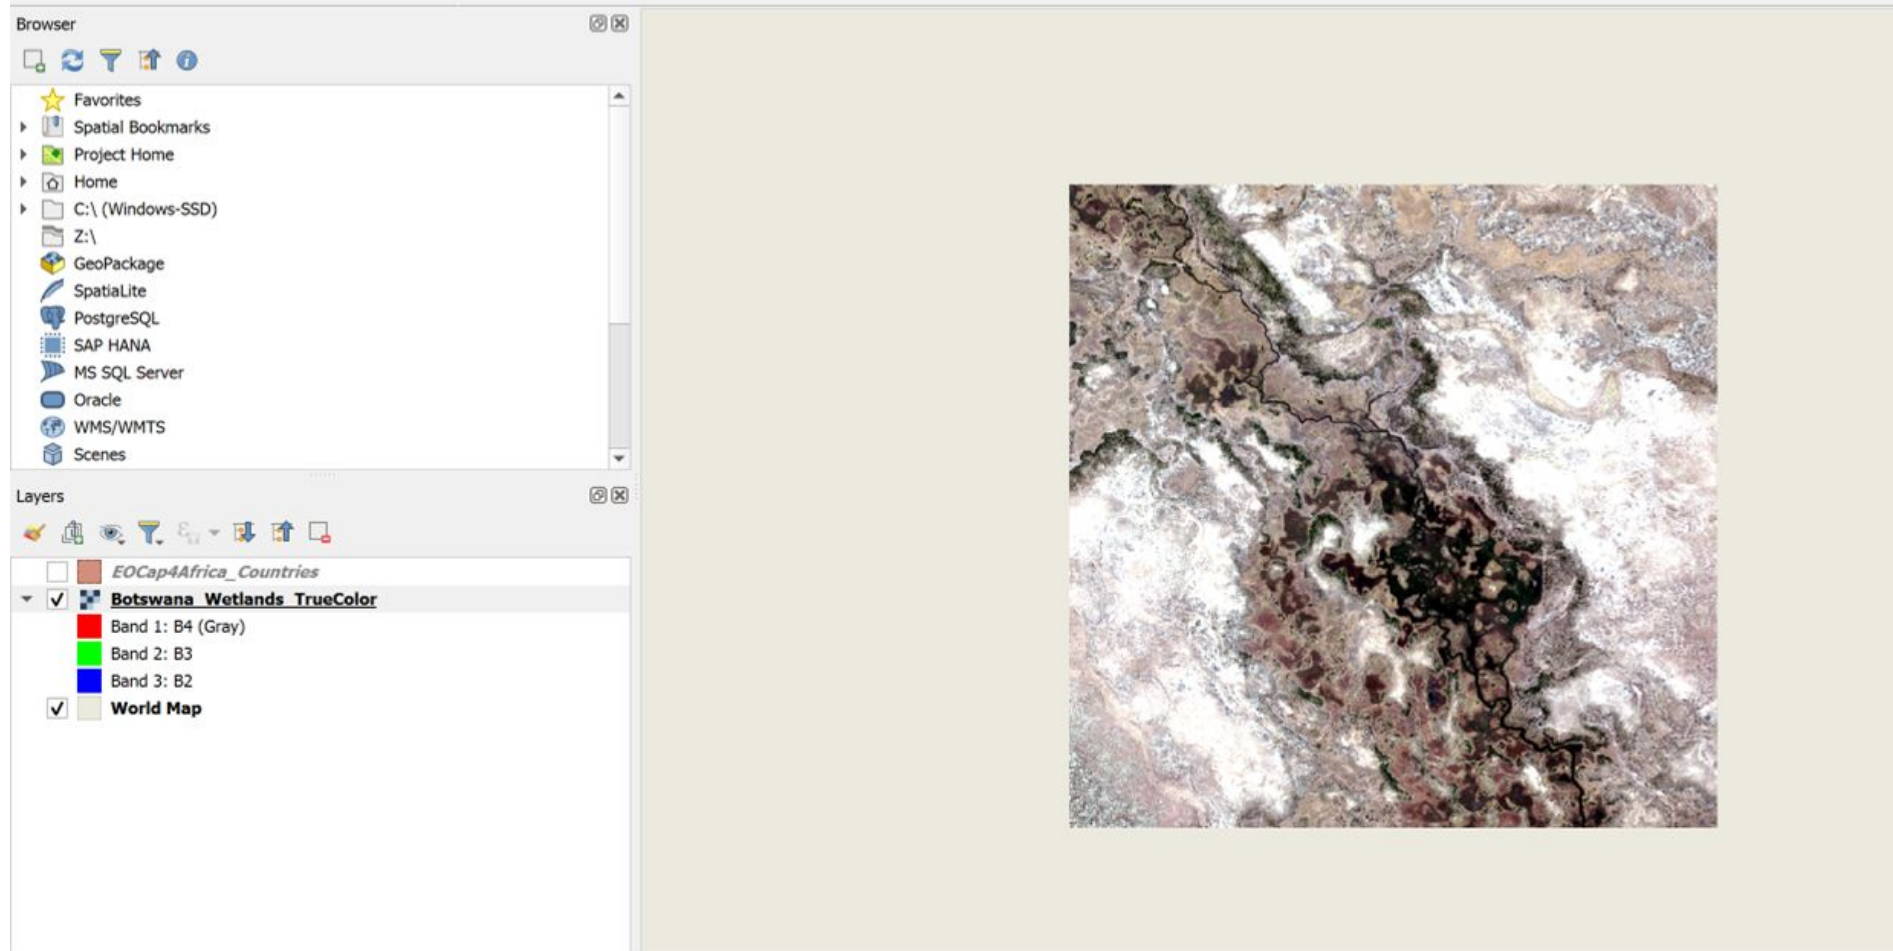 Browser
Favorites
Spatial Bookmarks
Project Home
Home
C:\ (Windows-SSD)
Z:\
GeoPackage
SpatiaLite
PostgreSQL
SAP HANA
MS SQL Server
Oracle
WMS/WMTS
Scenes
Layers
EOCap4Africa_Countries
Botswana_Wetlands_TrueColor
Band 1: B4 (Gray)
Band 2: B3
Band 3: B2
World Map